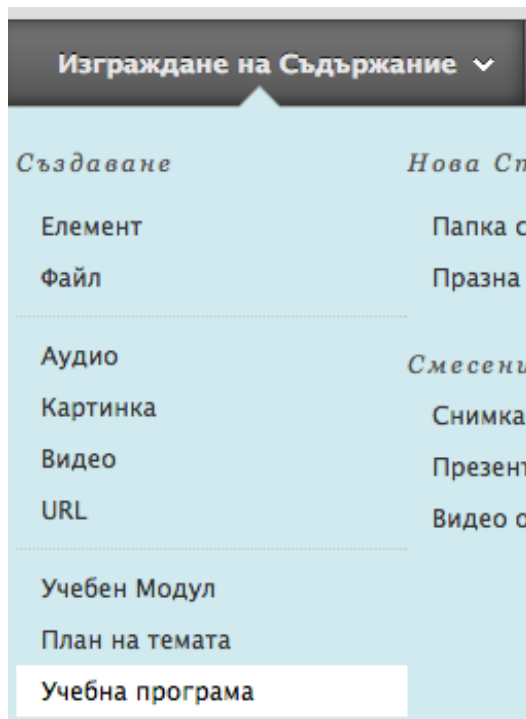 Изграждане на Съдържание
Създаване
Елемент
Файл
Аудио
Картинка
Видео
URL
Учебен Модул
План на темата
Учебна програма
Нова
Папка
Празна
Снимка
Видео